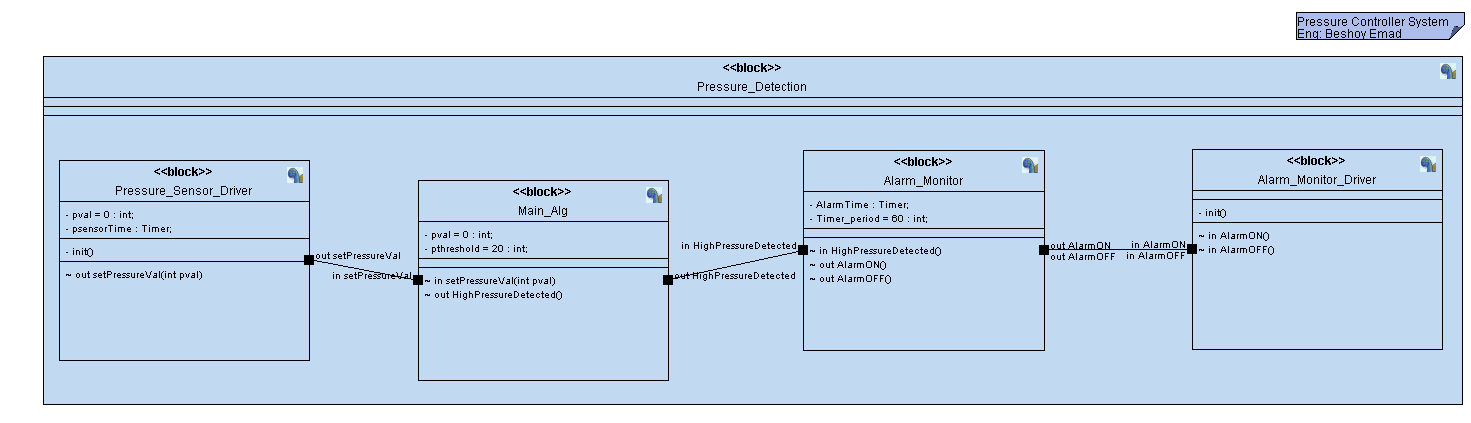 Pressure Controller System
Eng: Beshoy Emad
<<block>>
Pressure_Detection
<<block>>
Pressure_Sensor_Driver
- pval = 0 : int;
- psensorTime : Timer;
- init()
~ out setPressureVal(int pval)
out setPressureVal
in setPressureVal
<<block>>
Main_Alg
- pval = 0 : int;
- pthreshold = 20 : int;
~ in setPressureVal(int pval)
~ out HighPressureDetected()
in HighPressureDetected
out HighPressureDetected
<<block>>
Alarm_Monitor
- AlarmTime : Timer;
- Timer_period = 60 : int;
~ in HighPressureDetected()
~ out AlarmON()
~ out AlarmOFF()
out AlarmON
out AlarmOFF
in AlarmON
in AlarmOFF
<<block>>
Alarm_Monitor_Driver
- init()
~ in AlarmON()
~ in AlarmOFF()